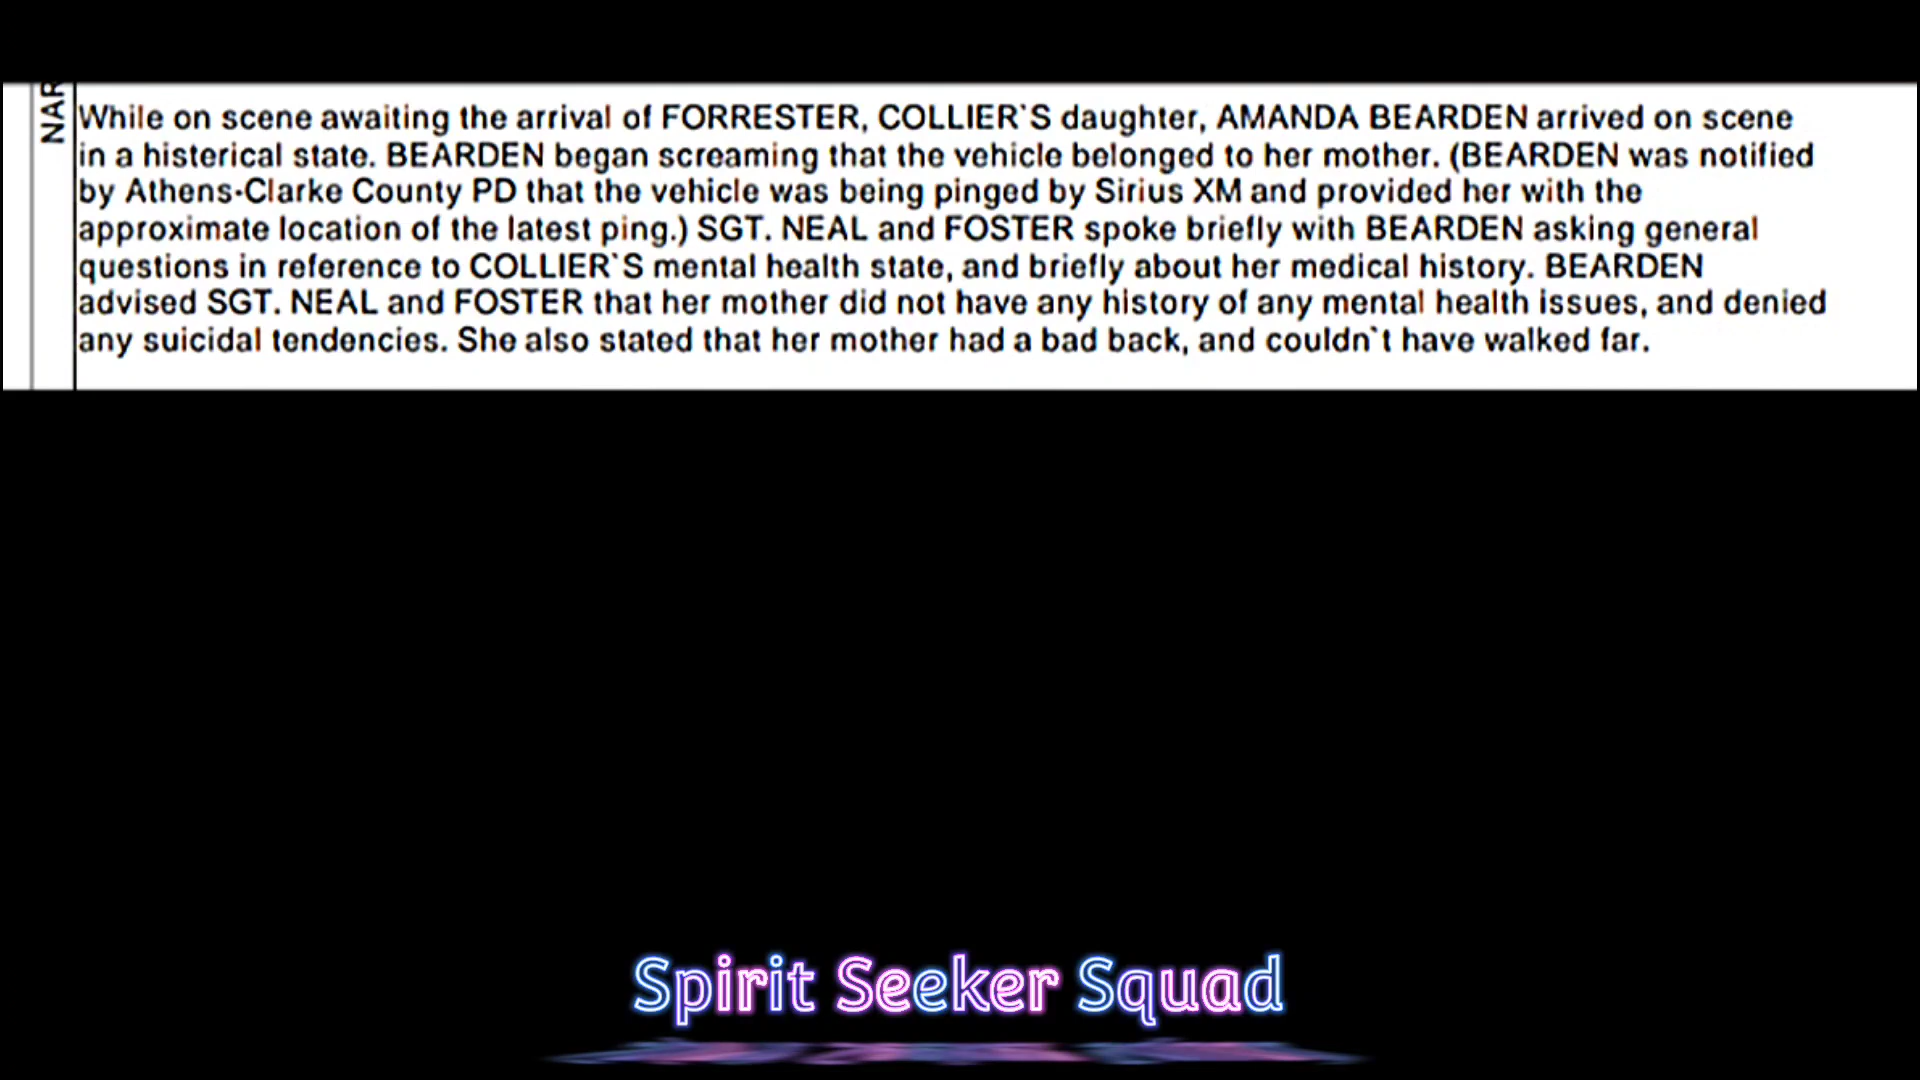 NAR
While on scene awaiting the arrival of FORRESTER, COLLIER`S daughter, AMANDA BEARDEN arrived on scene
in a histerical state. BEARDEN began screaming that the vehicle belonged to her mother. (BEARDEN was notified
by Athens-Clarke County PD that the vehicle was being pinged by Sirius XM and provided her with the
approximate location of the latest ping.) SGT. NEAL and FOSTER spoke briefly with BEARDEN asking general
questions in reference to COLLIER`S mental health state, and briefly about her medical history. BEARDEN
advised SGT. NEAL and FOSTER that her mother did not have any history of any mental health issues, and denied
any suicidal tendencies. She also stated that her mother had a bad back, and couldn`t have walked far.
Spirit Seeker Squad